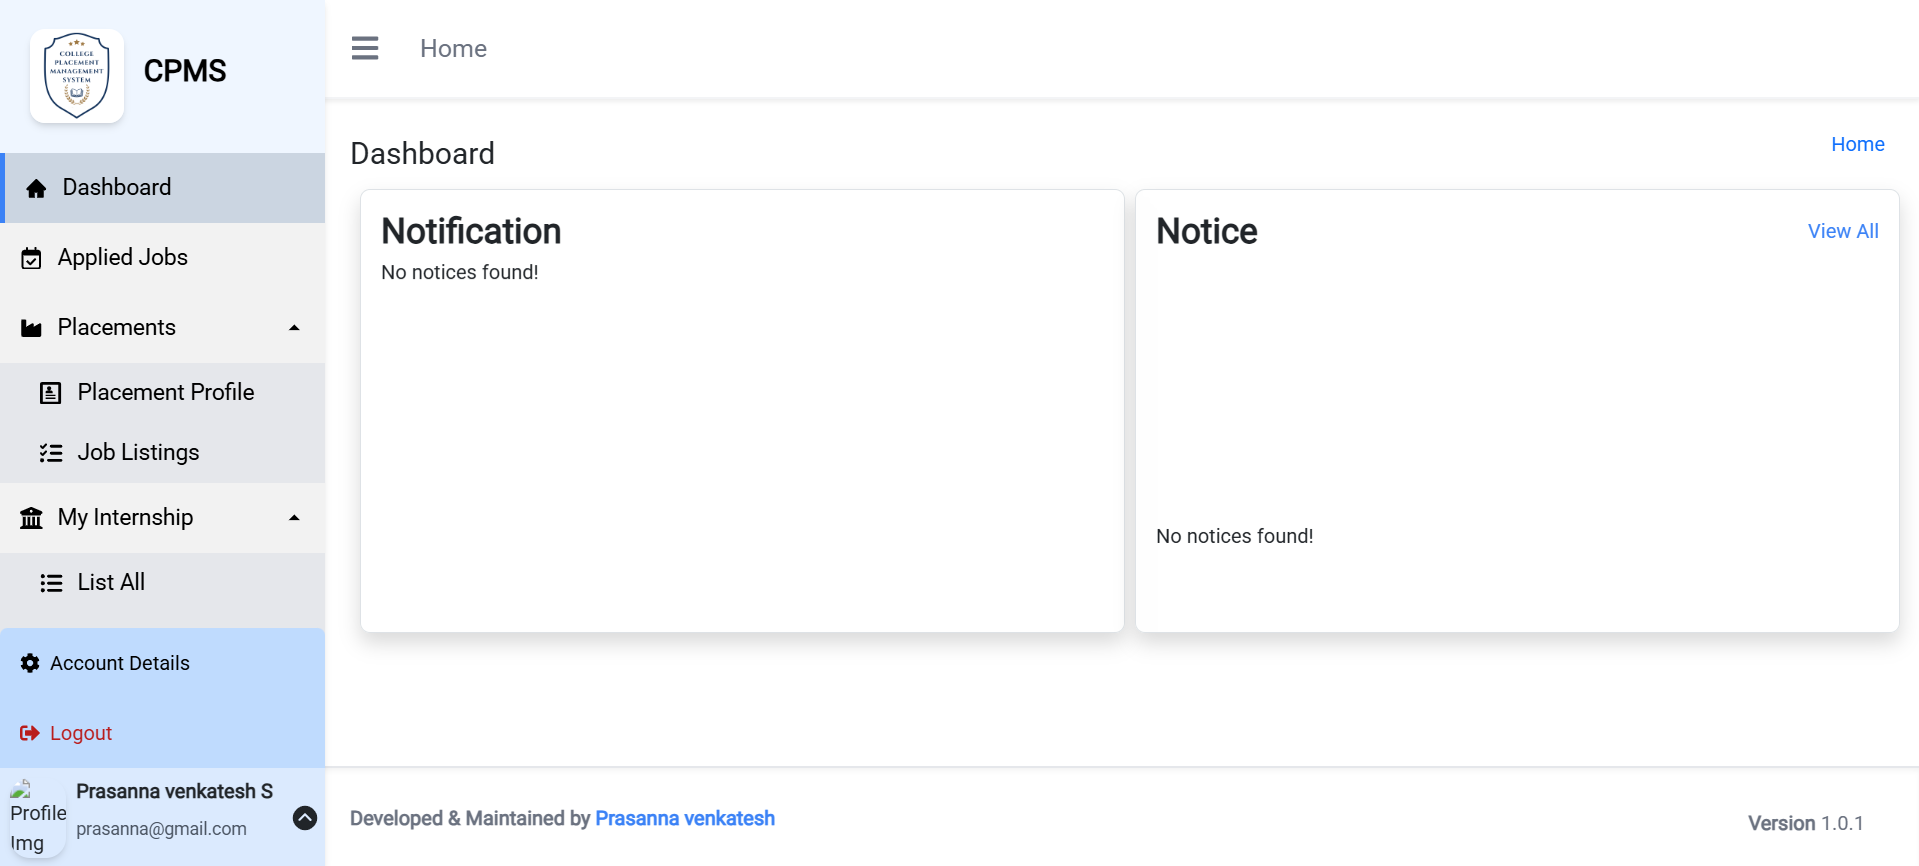 COLLEGE
PLACEMENT
MANAGEMENT
SYSTEM
CPMS
Dashboard
Applied Jobs
Placements
Placement Profile
Job Listings
My Internship
List All
Account Details
Logout
Profile
Img
Prasanna venkatesh S
prasanna@gmail.com
Home
Dashboard
Home
Notification
No notices found!
Notice
View All
No notices found!
Developed & Maintained by Prasanna venkatesh
Version 1.0.1